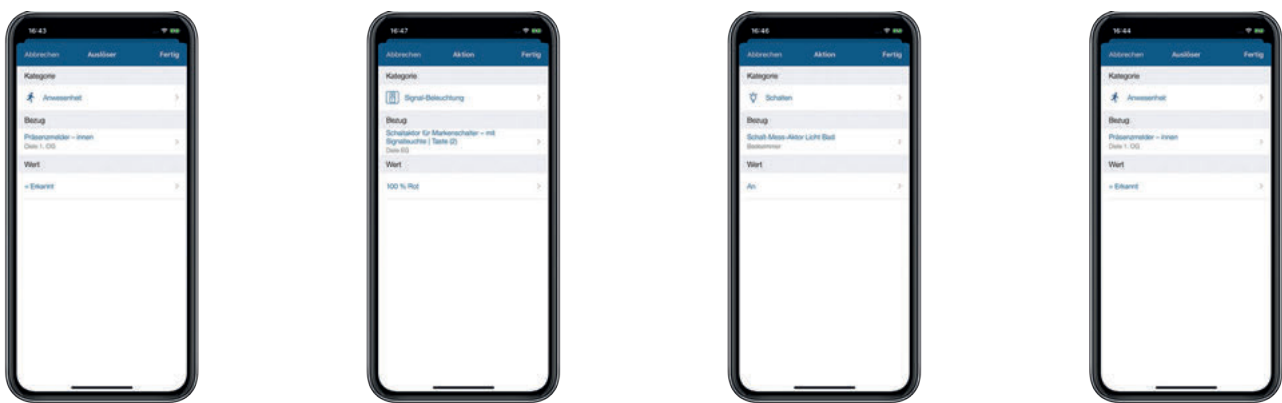 16:43
Abbrechen Auslöser Fertig
Kategorie
Anwesenheit
Bezug
Präsenzmelder – innen
Diele 1. OG
Wert
= Erkannt
16:47
Abbrechen Aktion Fertig
Kategorie
Signal-Beleuchtung
Bezug
Schaltaktor für Markenschalter – mit
Signalleuchte | Taste (2)
Diele EG
Wert
100 % Rot
16:46
Abbrechen Aktion Fertig
Kategorie
Schalten
Bezug
Schalt-Mess-Aktor Licht Bad
Badezimmer
Wert
An
16:44
Abbrechen Auslöser Fertig
Kategorie
Anwesenheit
Bezug
Präsenzmelder – innen
Diele 1. OG
Wert
= Erkannt